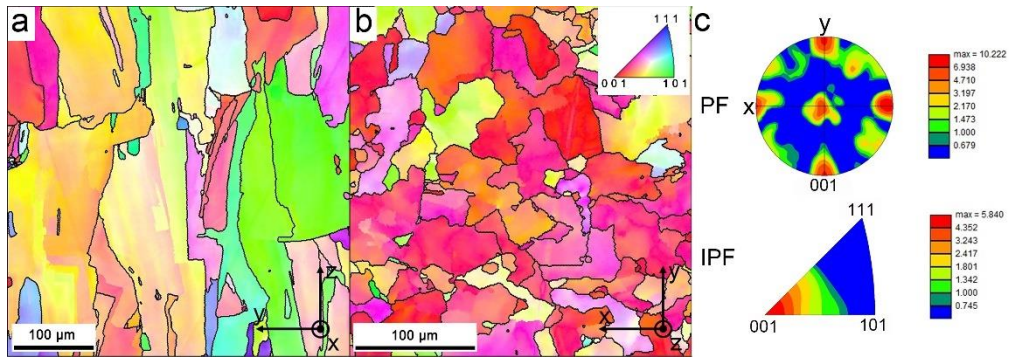 a
z
y
x
100 µm
b
111
001
101
y
x
z
100 µm
c
y
PF
x
001
max = 10.222
6.938
4.710
3.197
2.170
1.473
1.000
0.679
IPF
111
001
101
max = 5.840
4.352
3.243
2.417
1.801
1.342
1.000
0.745